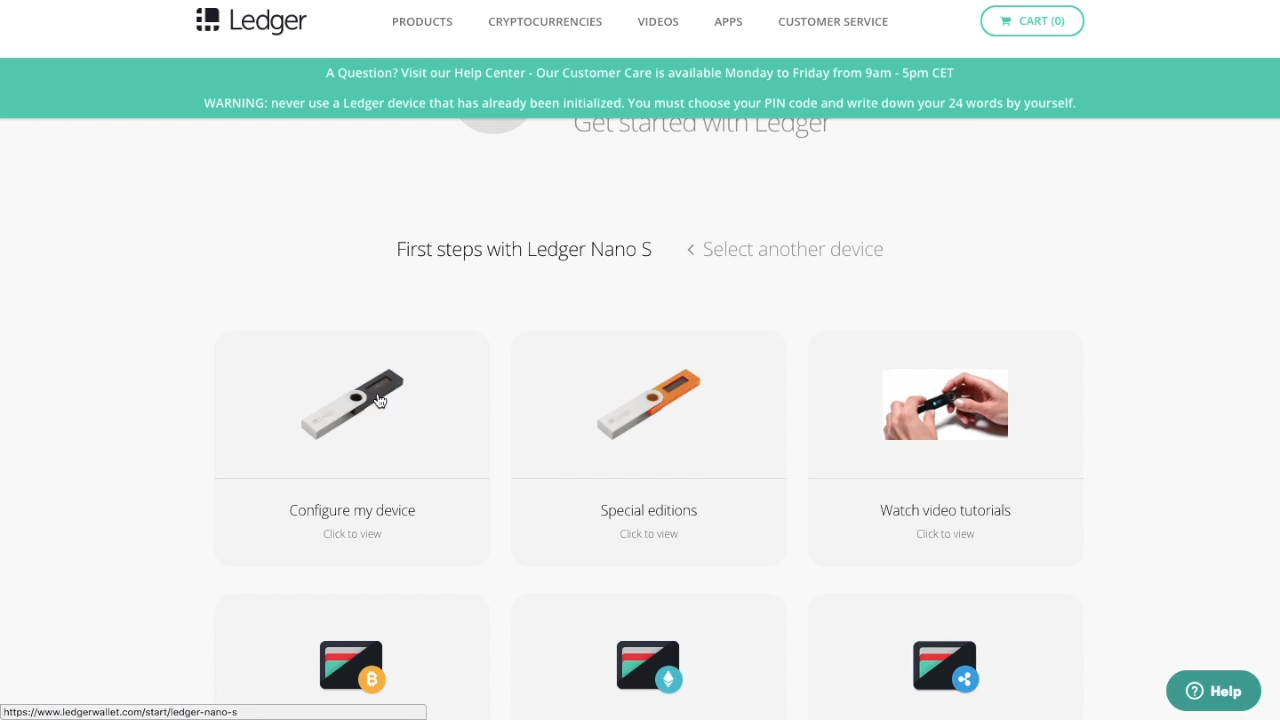 Ledger
PRODUCTS
CRYPTOCURRENCIES
VIDEOS
APPS
CUSTOMER SERVICE
CART (0)
A Question? Visit our Help Center - Our Customer Care is available Monday to Friday from 9am - 5pm CET
WARNING: never use a Ledger device that has already been initialized. You must choose your PIN code and write down your 24 words by yourself.
Get started with Ledger
First steps with Ledger Nano S
Select another device
Configure my device
Click to view
Special editions
Click to view
Watch video tutorials
Click to view
Help
https://www.ledgerwallet.com/start/ledger-nano-s